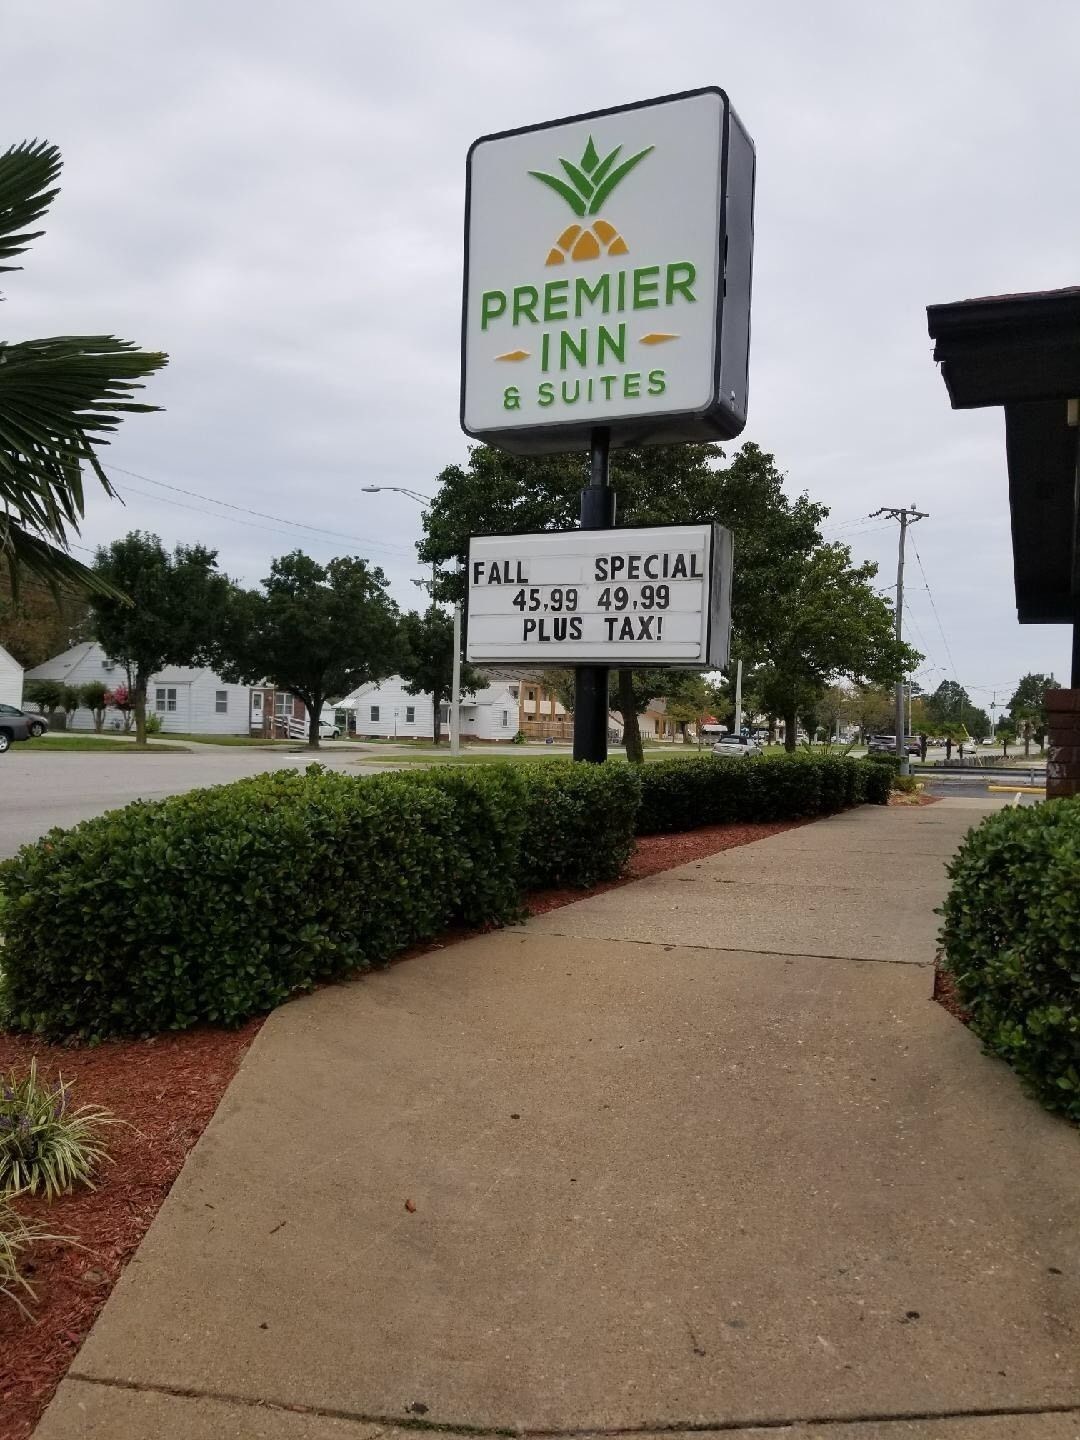 PREMIER
INN
& SUITES
FALL SPECIAL
45,99 49,99
PLUS TAX!